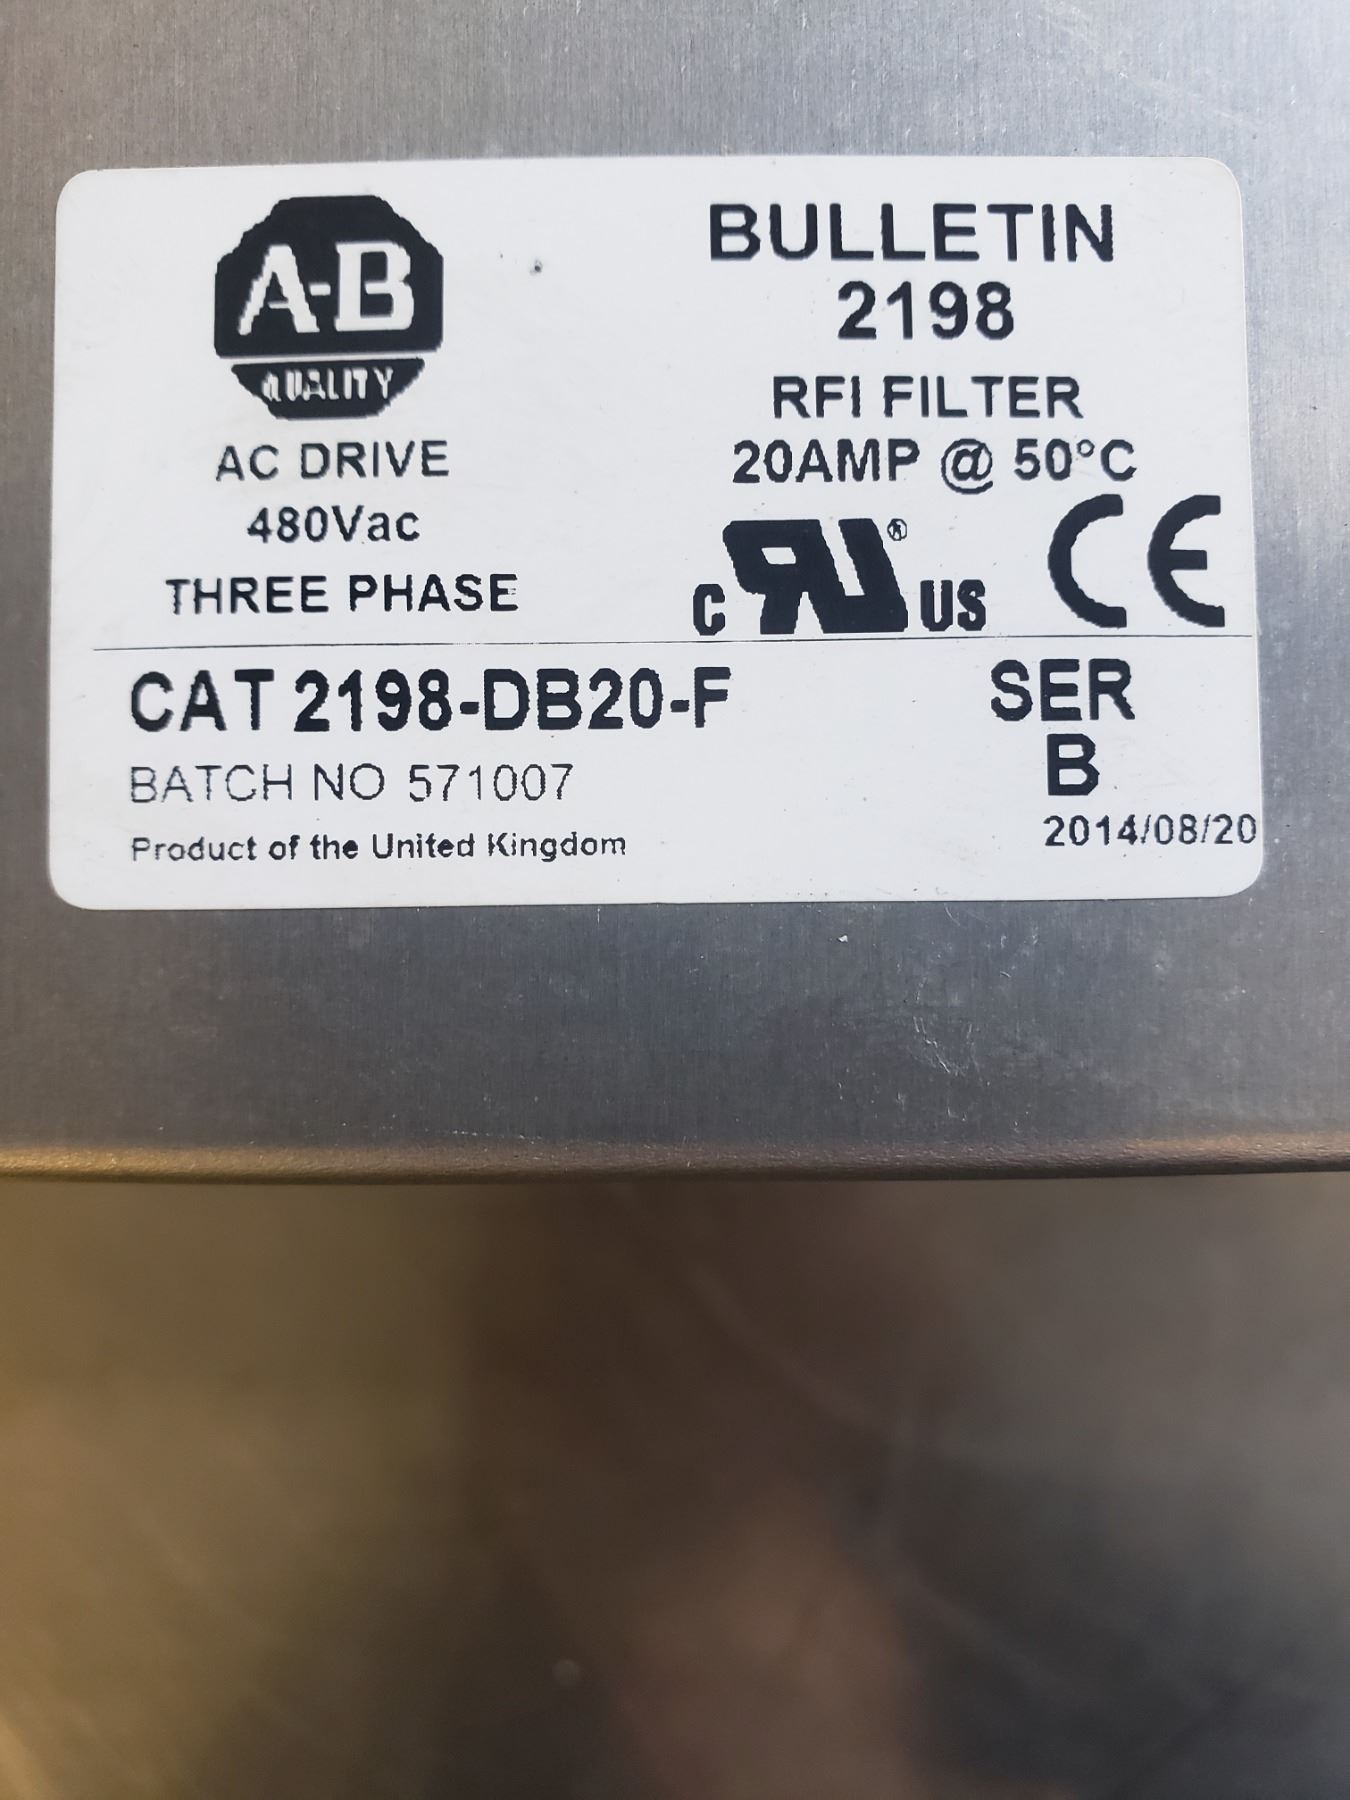 A-B
QUALITY
AC DRIVE
480Vac
THREE PHASE
BULLETIN
2198
RFI FILTER
20AMP @ 50°C
C RU® US CE
CAT 2198-DB20-F
BATCH NO 571007
Product of the United Kingdom
SER
B
2014/08/20